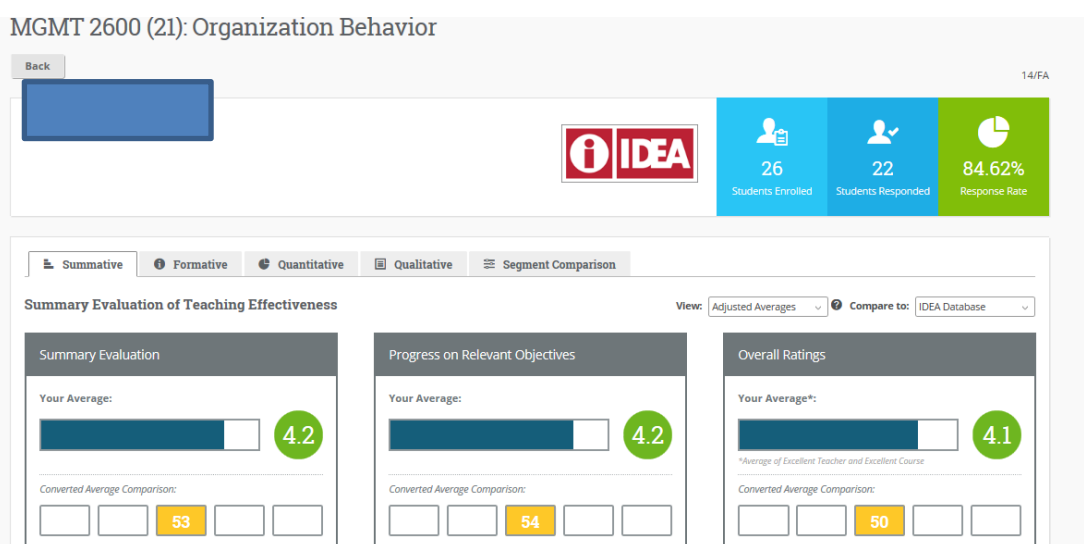 MGMT 2600 (21): Organization Behavior
Back
14/FA
IDEA
26
Students Enrolled
22
Students Responded
84.62%
Response Rate
Summative
Formative
Quantitative
Qualitative
Segment Comparison
Summary Evaluation of Teaching Effectiveness
View: Adjusted Averages Compare to: IDEA Database
Summary Evaluation
Your Average:
4.2
Converted Average Comparison:
53
Progress on Relevant Objectives
Your Average:
4.2
Converted Average Comparison:
54
Overall Ratings
Your Average*:
4.1
*Average of Excellent Teacher and Excellent Course
Converted Average Comparison:
50